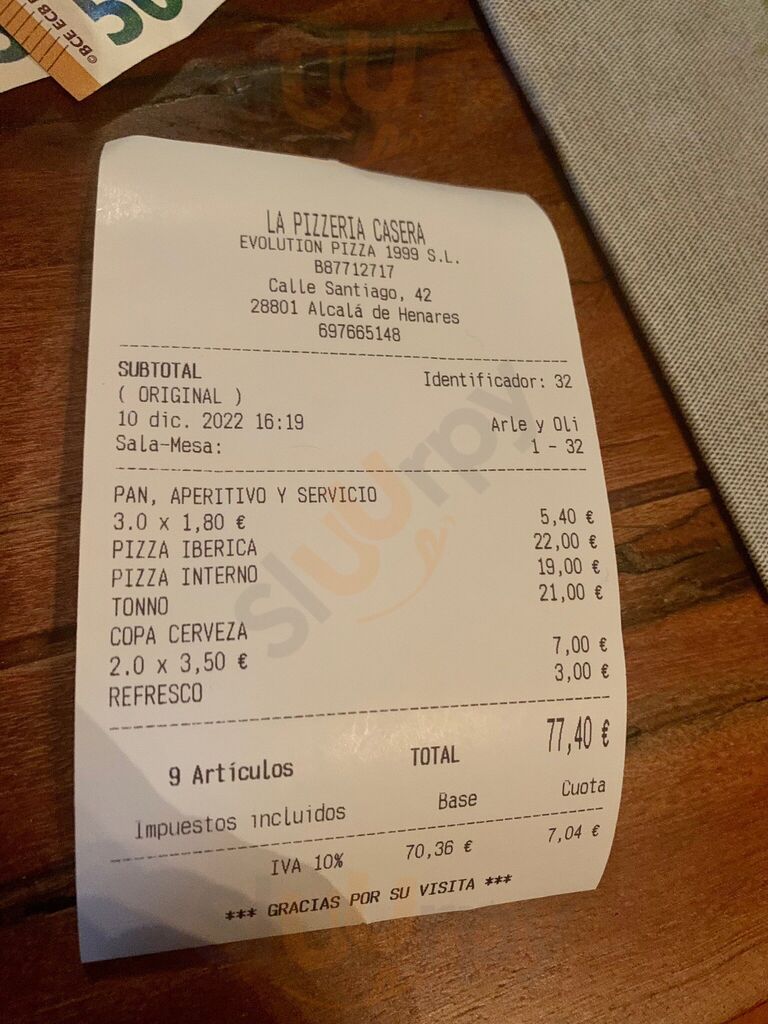 ©BCE ECB
50
LA PIZZERIA CASERA
EVOLUTION PIZZA 1999 S.L.
B87712717
Calle Santiago, 42
28801 Alcalá de Henares
697665148
SUBTOTAL Identificador: 32
( ORIGINAL )
10 dic. 2022 16:19 Arle y Oli
Sala-Mesa: 1 - 32
PAN, APERITIVO Y SERVICIO
3.0 x 1,80 € 5,40 €
PIZZA IBERICA 22,00 €
PIZZA INTERNO 19,00 €
TONNO 21,00 €
COPA CERVEZA
2.0 x 3,50 € 7,00 €
REFRESCO 3,00 €
9 Artículos TOTAL 77,40 €
Impuestos incluidos Base Cuota
IVA 10% 70,36 € 7,04 €
*** GRACIAS POR SU VISITA ***
sluurpy